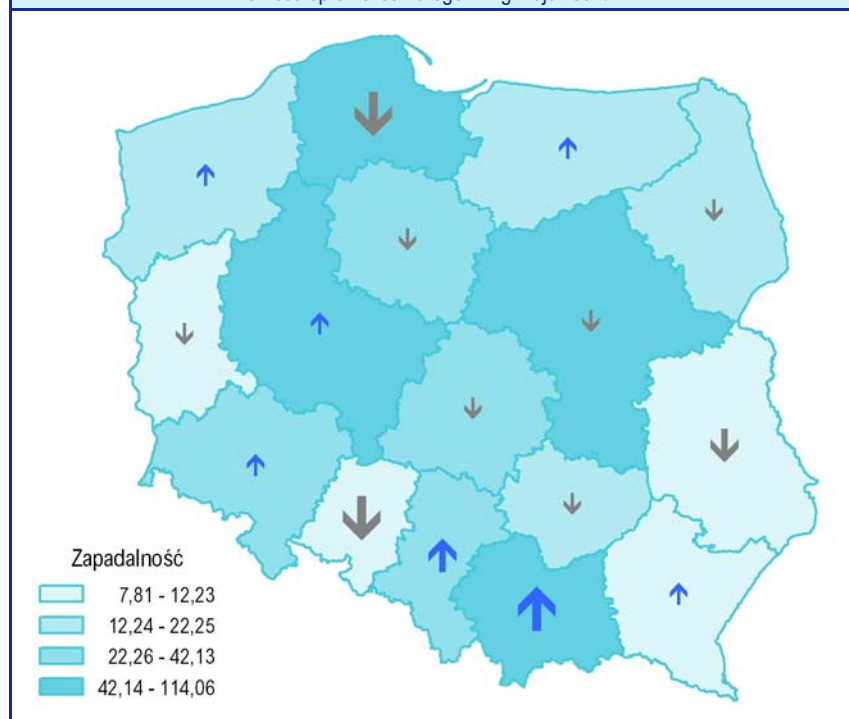 Zapadalność
7,81 - 12,23
12,24 - 22,25
22,26 - 42,13
42,14 - 114,06